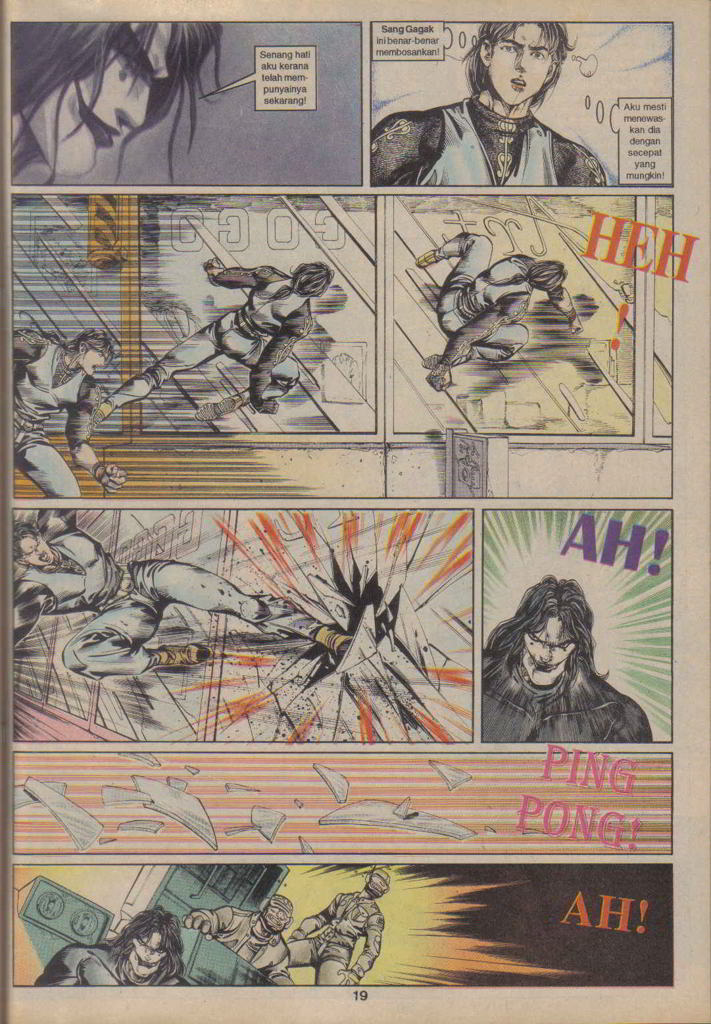 Senang hati
aku kerana
telah mem-
punyainya
sekarang!
Sang Gagak
ini benar-benar
membosankan!
Aku mesti
menewas-
kan dia
dengan
secepat
yang
mungkin!
GOGO
HEH
!
AH!
PING
PONG!
AH!
19